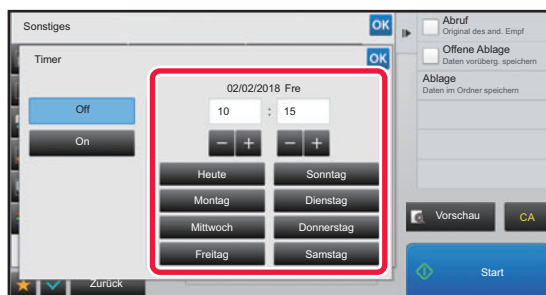 Sonstiges
OK
Timer
OK
02/02/2018 Fre
Off
10 : 15
On
− + − +
Heute Sonntag
Montag Dienstag
Mittwoch Donnerstag
Freitag Samstag
Zurück
Abruf
Original des and. Empf
Offene Ablage
Daten vorüberg. speichern
Ablage
Daten im Ordner speichern
Vorschau
CA
Start